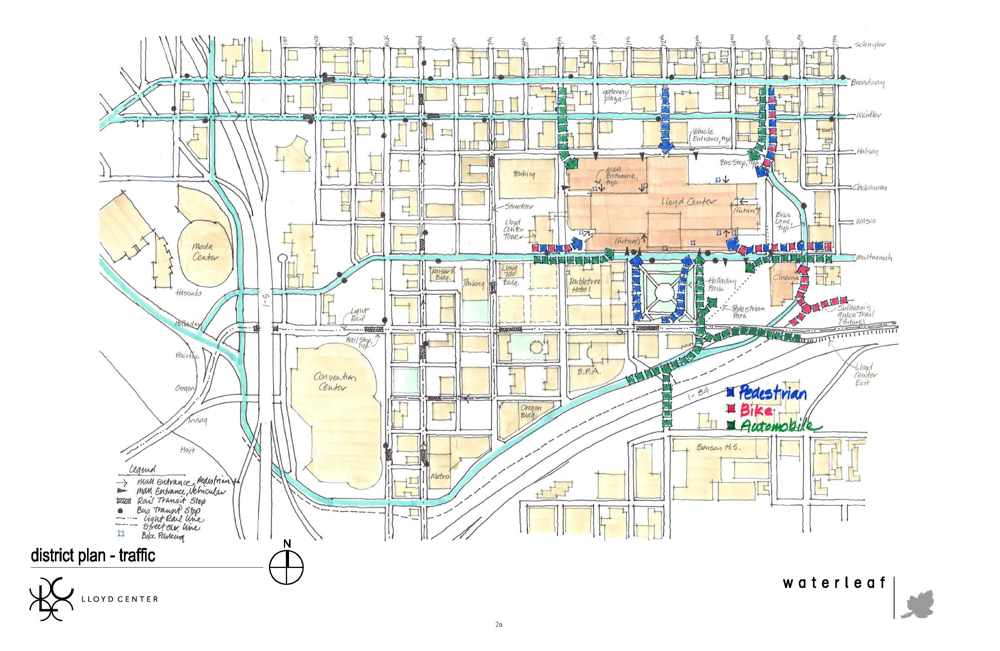 1ST
2ND
3rd
MLK
grand
6th
7th
8th
9th
10th
11th
12th
13th
14th
15th
16th
17th
Schuyler
Broadway
gateway
plaza
Weidler
Vehicle
Entrance, typ.
Halsey
Bus Stop, Typ.
Parking
Mall
Entrance,
typ.
Clackamas
Lloyd Center
Streetcar
(future)
Bike
Lane,
typ.
Wasco
Lloyd
Center
Tower
(future)
Moda
Center
Multnomah
Kaiser P.
Bldg.
Lloyd
700
Bldg.
Parking
Doubletree
Hotel
Holladay
Park
Cinema
Hassalo
I-5
Light
Rail
Pedestrian
Path
Sullivan's
gulch Trail
(future)
Holladay
Rail Stop,
Typ.
Pacific
Convention
Center
B.P.A.
Lloyd
Center
Exit
Oregon
I-84
Pedestrian
Bike
Automobile
Oregon
Bldg.
Irving
Hoyt
Benson H.S.
Metro
Legend
Mall Entrance, Pedestrian
Mall Entrance, Vehicular
Rail Transit Stop
Bus Transit Stop
Light Rail Line
Streetcar Line
Bike Parking
N
district plan - traffic
LLOYD CENTER
waterleaf
2a